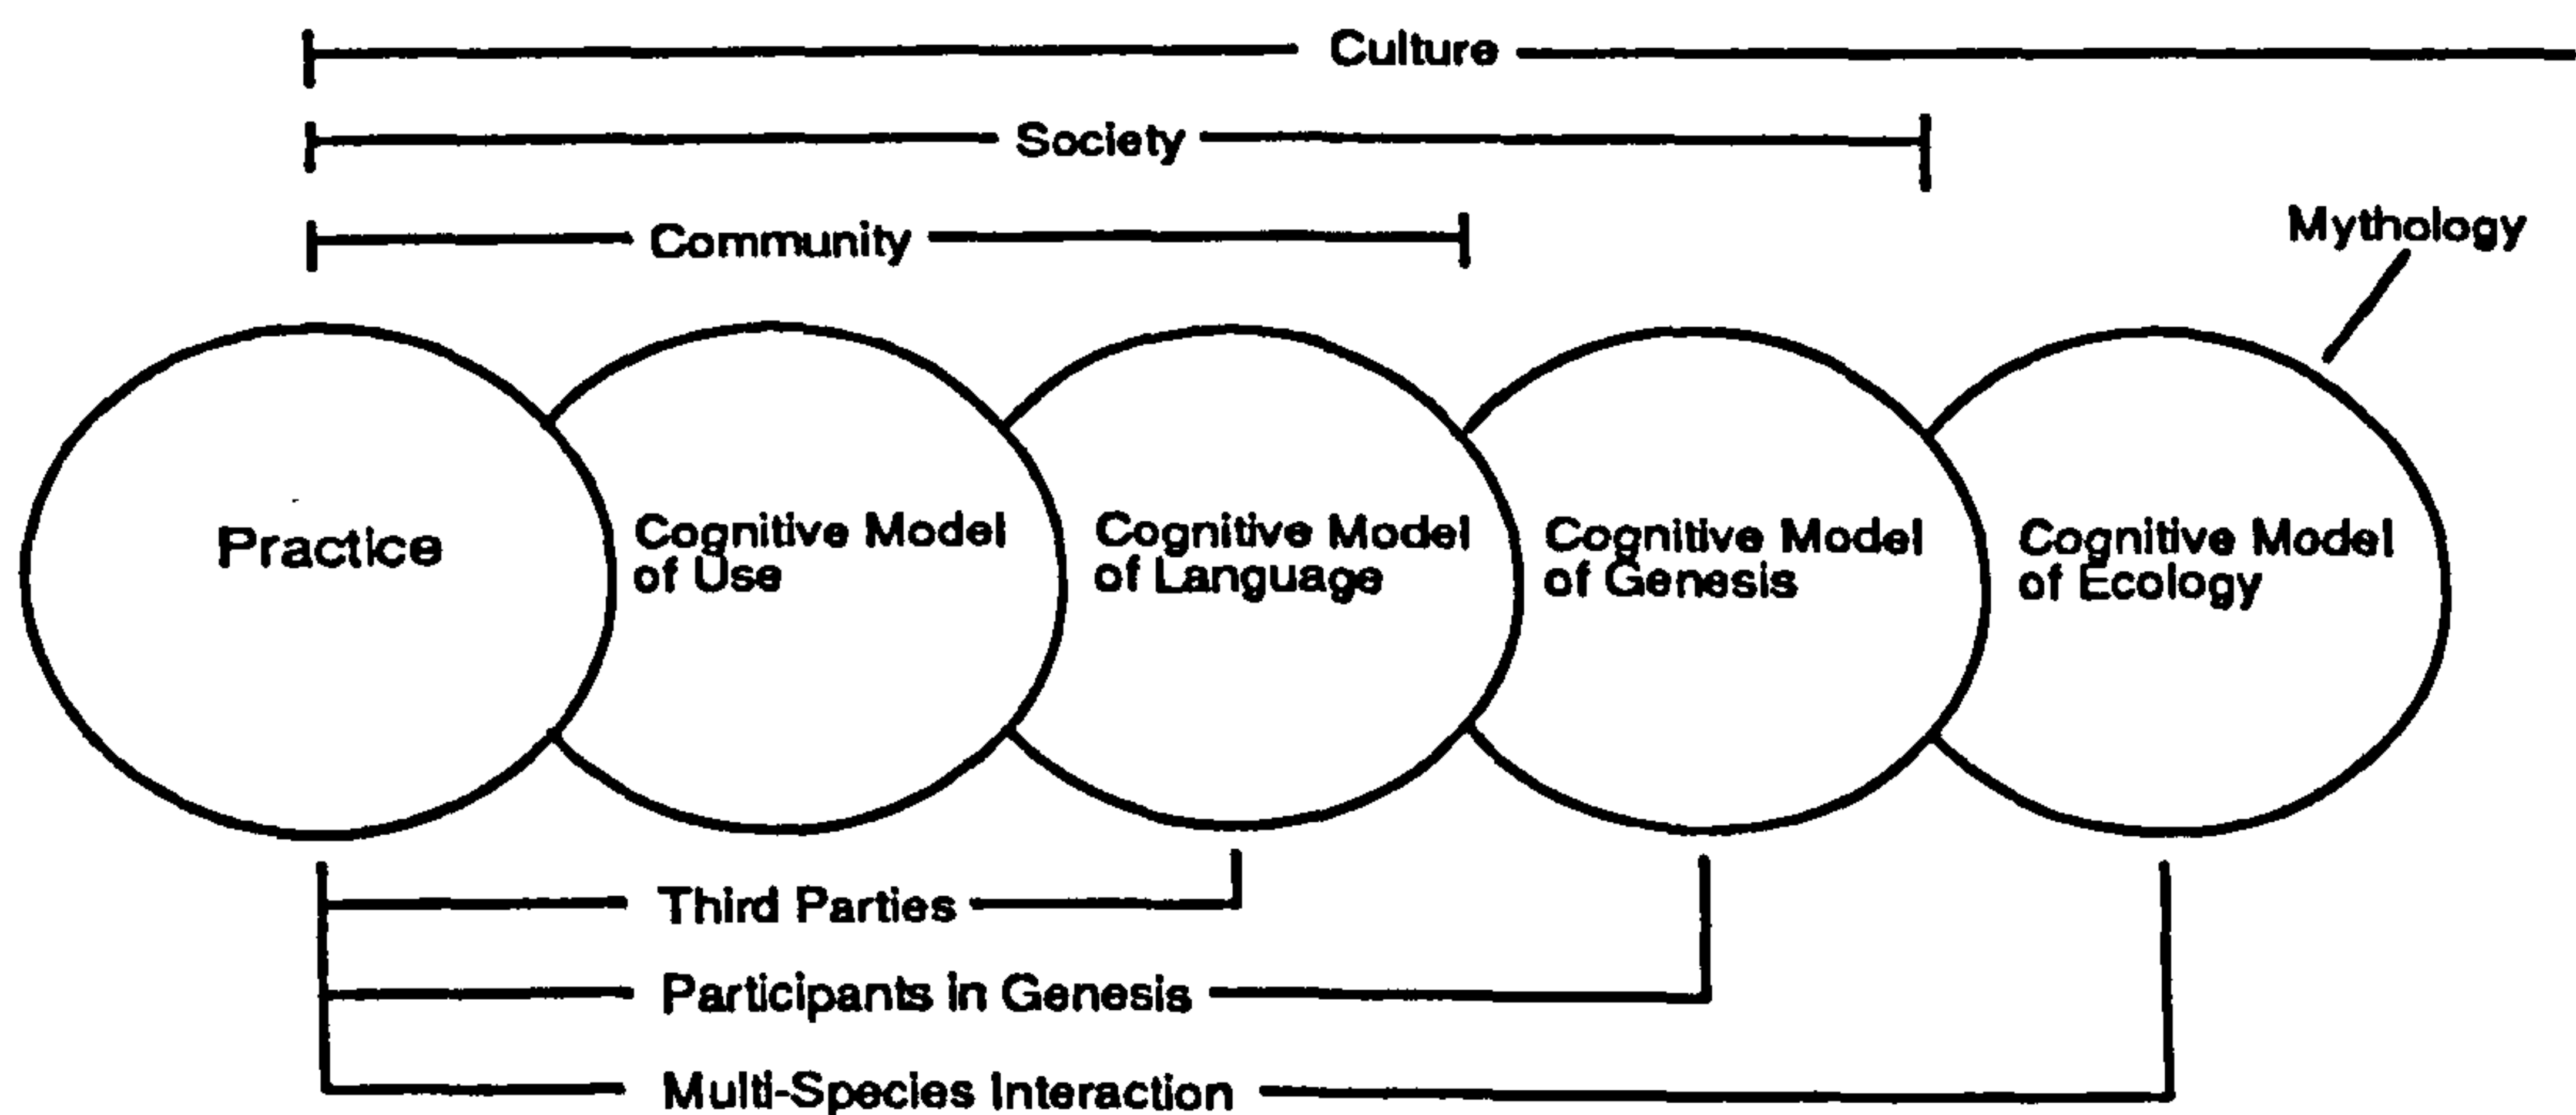 Culture
Society
Community
Mythology
Practice
Cognitive Model
of Use
Cognitive Model
of Language
Cognitive Model
of Genesis
Cognitive Model
of Ecology
Third Parties
Participants in Genesis
Multi-Species Interaction